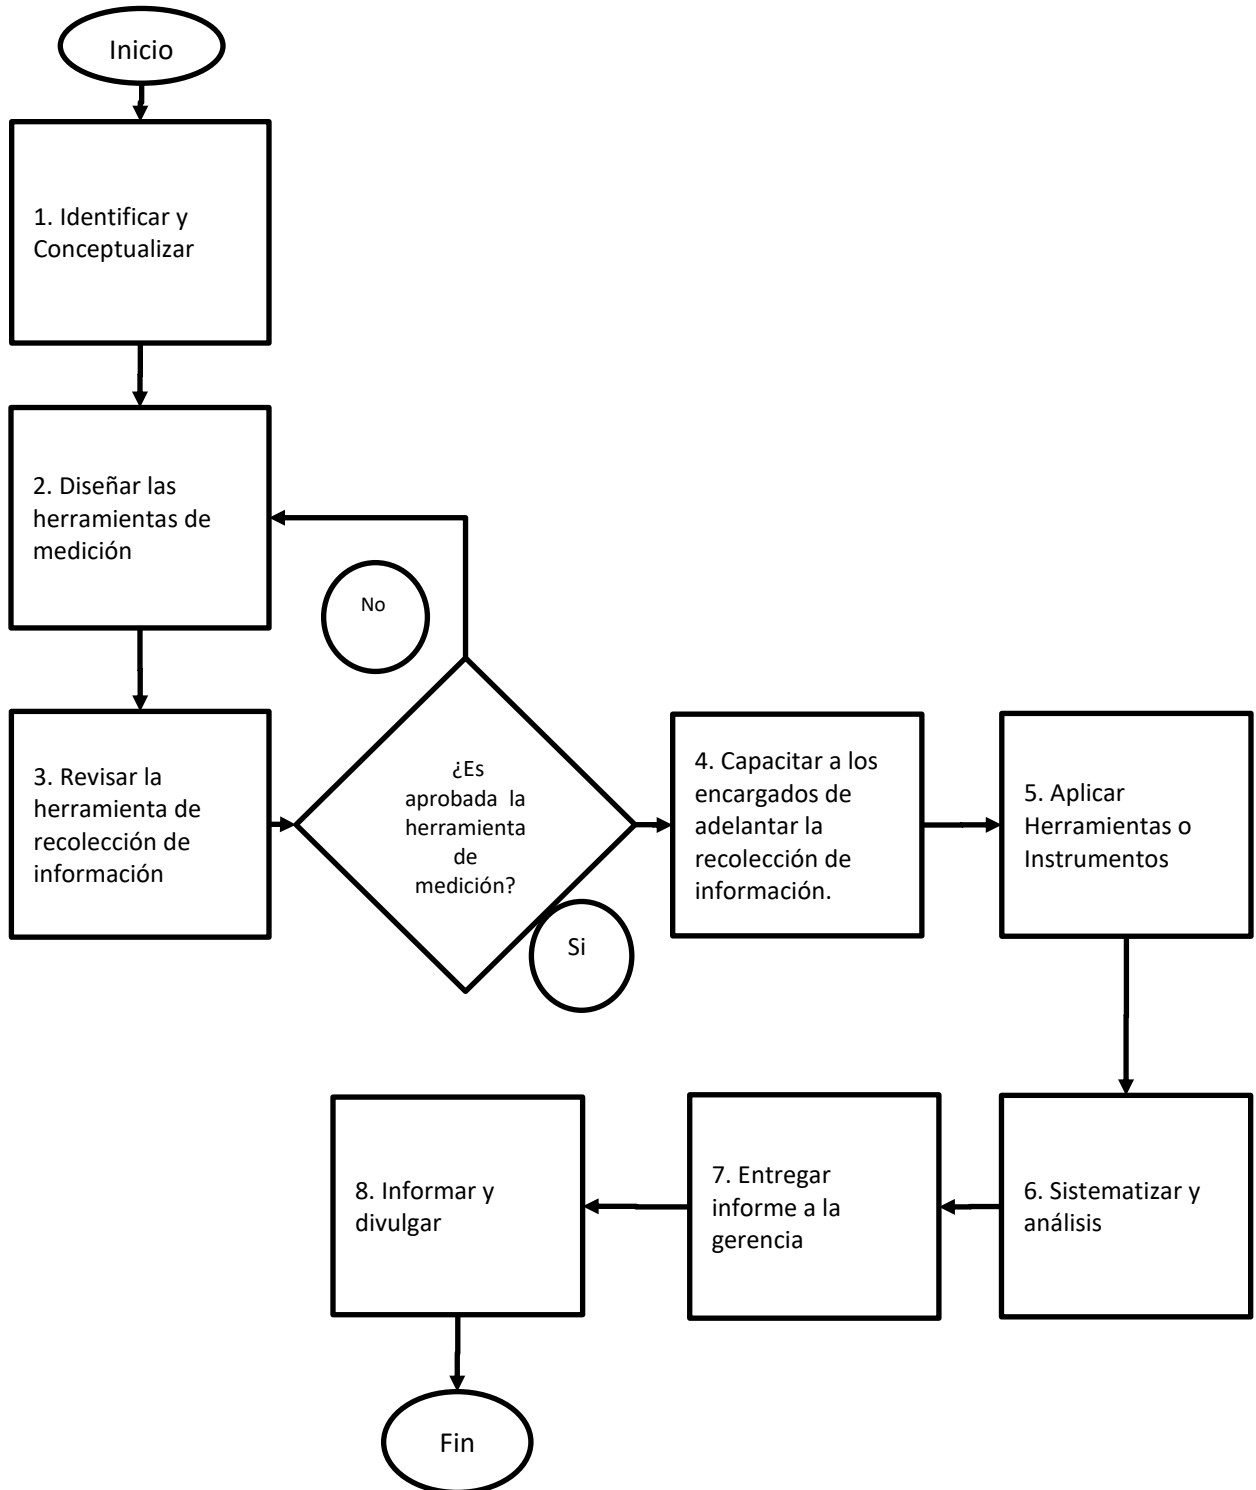 Inicio
1. Identificar y
Conceptualizar
2. Diseñar las
herramientas de
medición
No
3. Revisar la
herramienta de
recolección de
información
¿Es
aprobada la
herramienta
de
medición?
Si
4. Capacitar a los
encargados de
adelantar la
recolección de
información.
5. Aplicar
Herramientas o
Instrumentos
6. Sistematizar y
análisis
7. Entregar
informe a la
gerencia
8. Informar y
divulgar
Fin